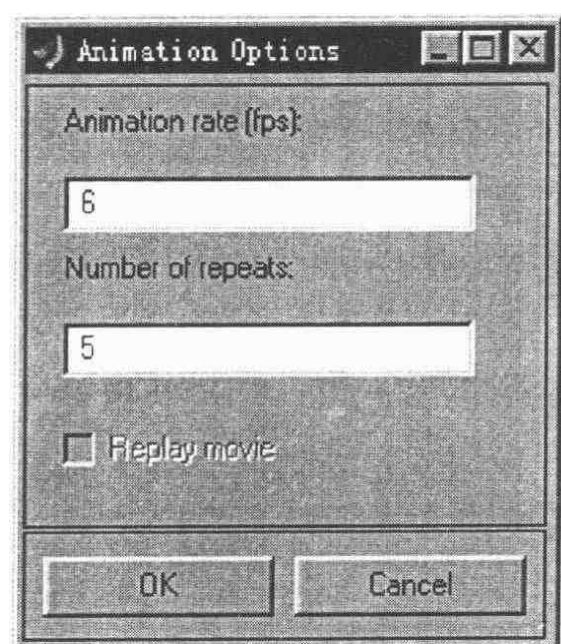 Animation Options
Animation rate (fps):
6
Number of repeats:
5
Replay movie
OK
Cancel